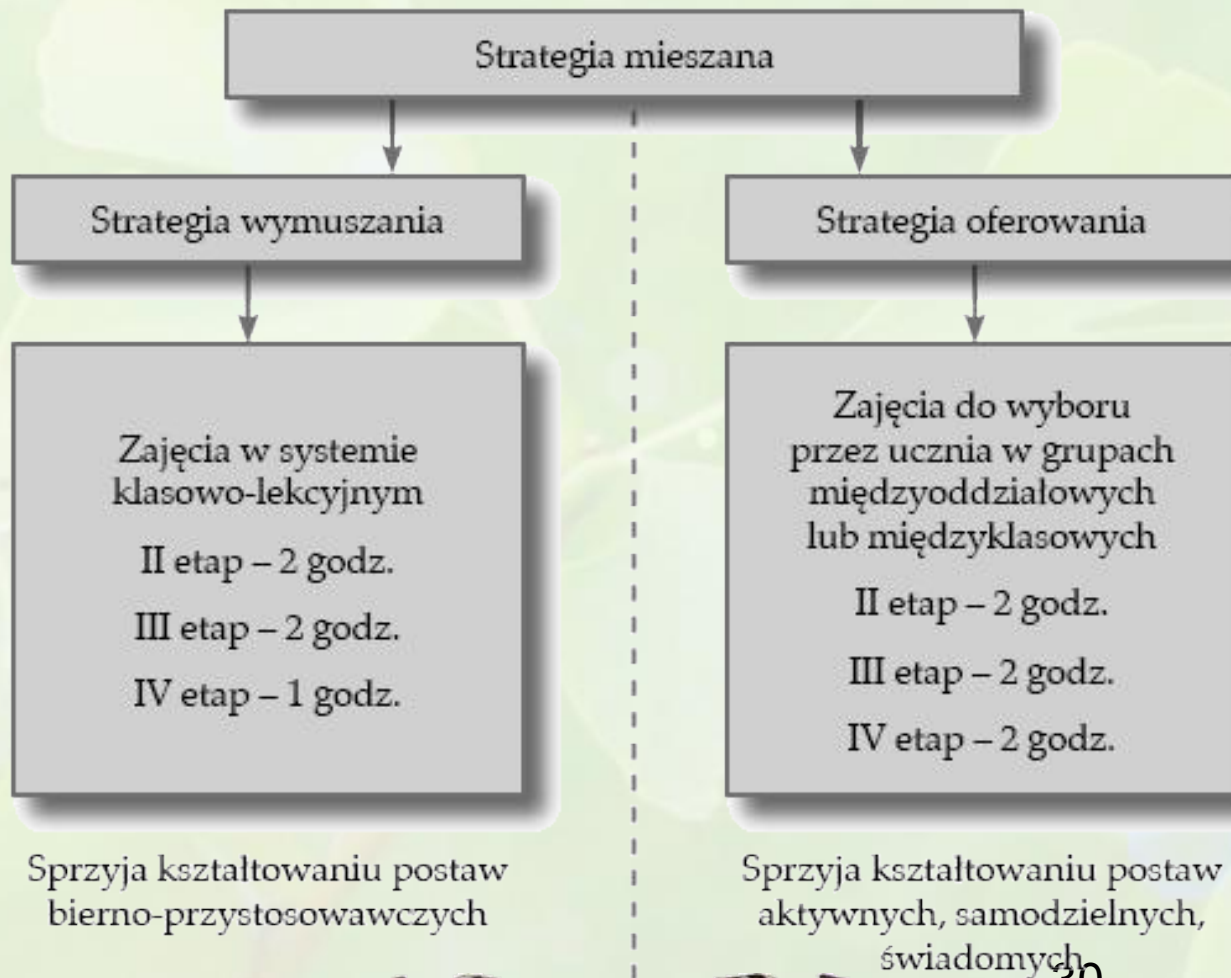 Strategia mieszana
Strategia wymuszania
Zajęcia w systemie
klasowo-lekcyjnym
II etap – 2 godz.
III etap – 2 godz.
IV etap – 1 godz.
Sprzyja kształtowaniu postaw
bierno-przystosowawczych
Strategia oferowania
Zajęcia do wyboru
przez ucznia w grupach
międzyoddziałowych
lub międzyklasowych
II etap – 2 godz.
III etap – 2 godz.
IV etap – 2 godz.
Sprzyja kształtowaniu postaw
aktywnych, samodzielnych,
świadomych